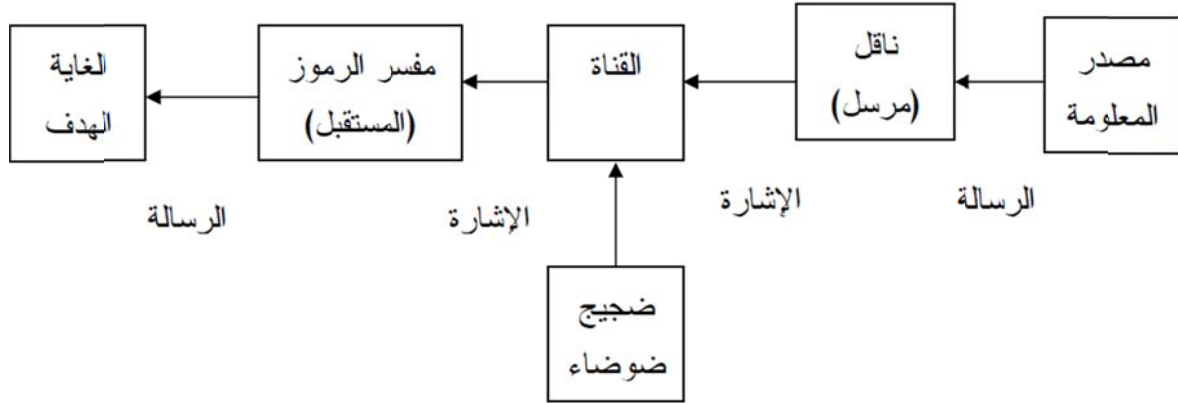 مصدر
المعلومة
ناقل
(مرسل)
القناة
مفسر الرموز
(المستقبل)
الغاية
الهدف
الرسالة
الإشارة
الإشارة
الرسالة
ضجيج
ضوضاء